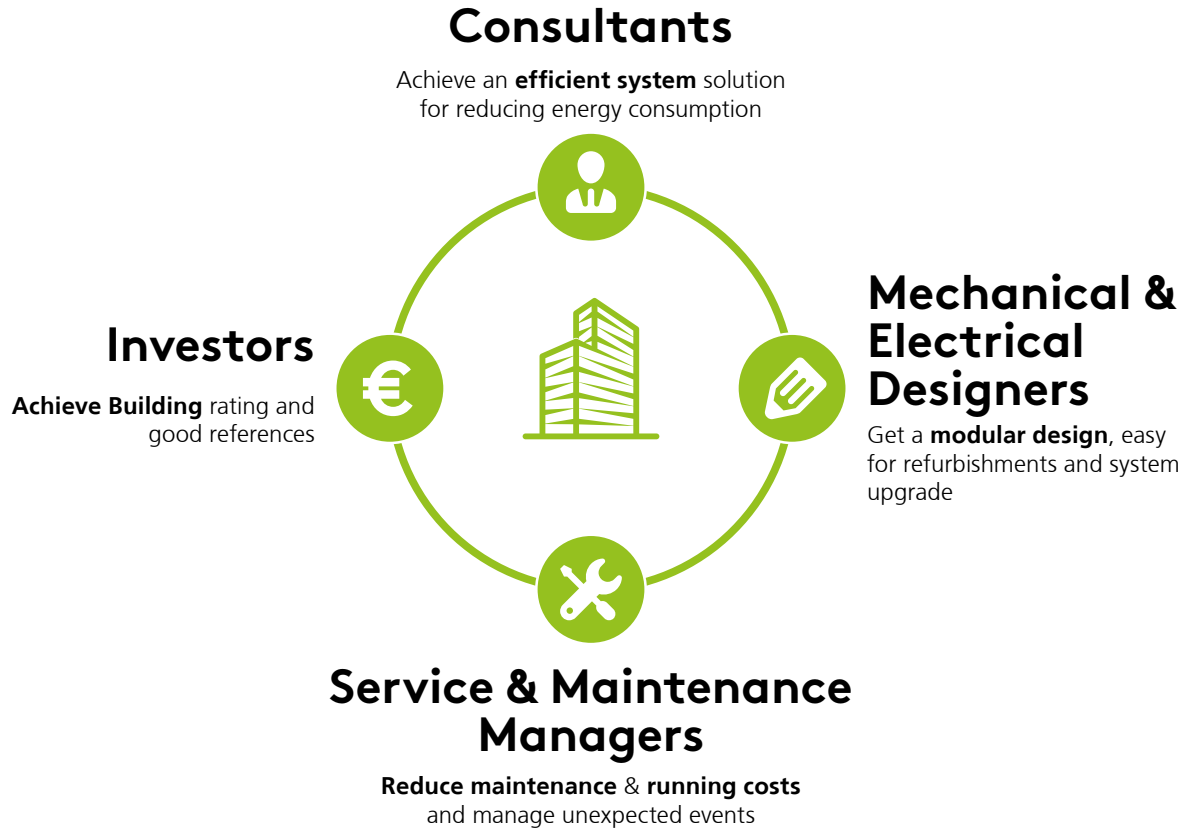 Consultants
Achieve an efficient system solution
for reducing energy consumption
Investors
Achieve Building rating and
good references
€
Mechanical &
Electrical
Designers
Get a modular design, easy
for refurbishments and system
upgrade
Service & Maintenance
Managers
Reduce maintenance & running costs
and manage unexpected events